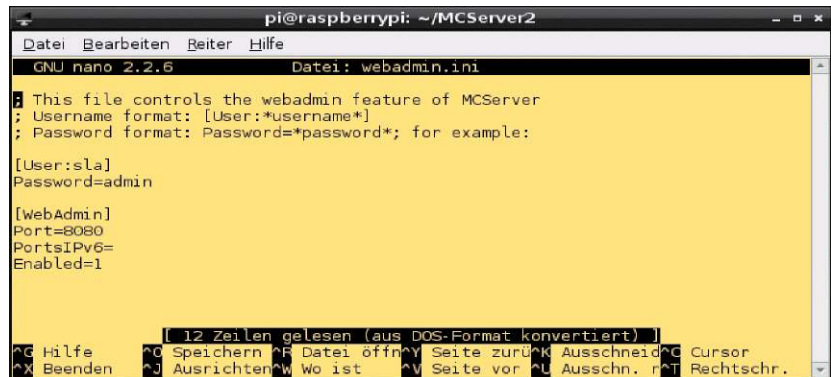 pi@raspberrypi: ~/MCServer2
Datei Bearbeiten Reiter Hilfe
GNU nano 2.2.6 Datei: webadmin.ini
; This file controls the webadmin feature of MCServer
; Username format: [User:*username*]
; Password format: Password=*password*; for example:
[User:sla]
Password=admin
[WebAdmin]
Port=8080
PortsIPv6=
Enabled=1
[ 12 Zeilen gelesen (aus DOS-Format konvertiert) ]
^G Hilfe ^O Speichern ^R Datei öffn^Y Seite zurü^K Ausschneid^C Cursor
^X Beenden ^J Ausrichten^W Wo ist ^V Seite vor ^U Ausschn. r^T Rechtschr.